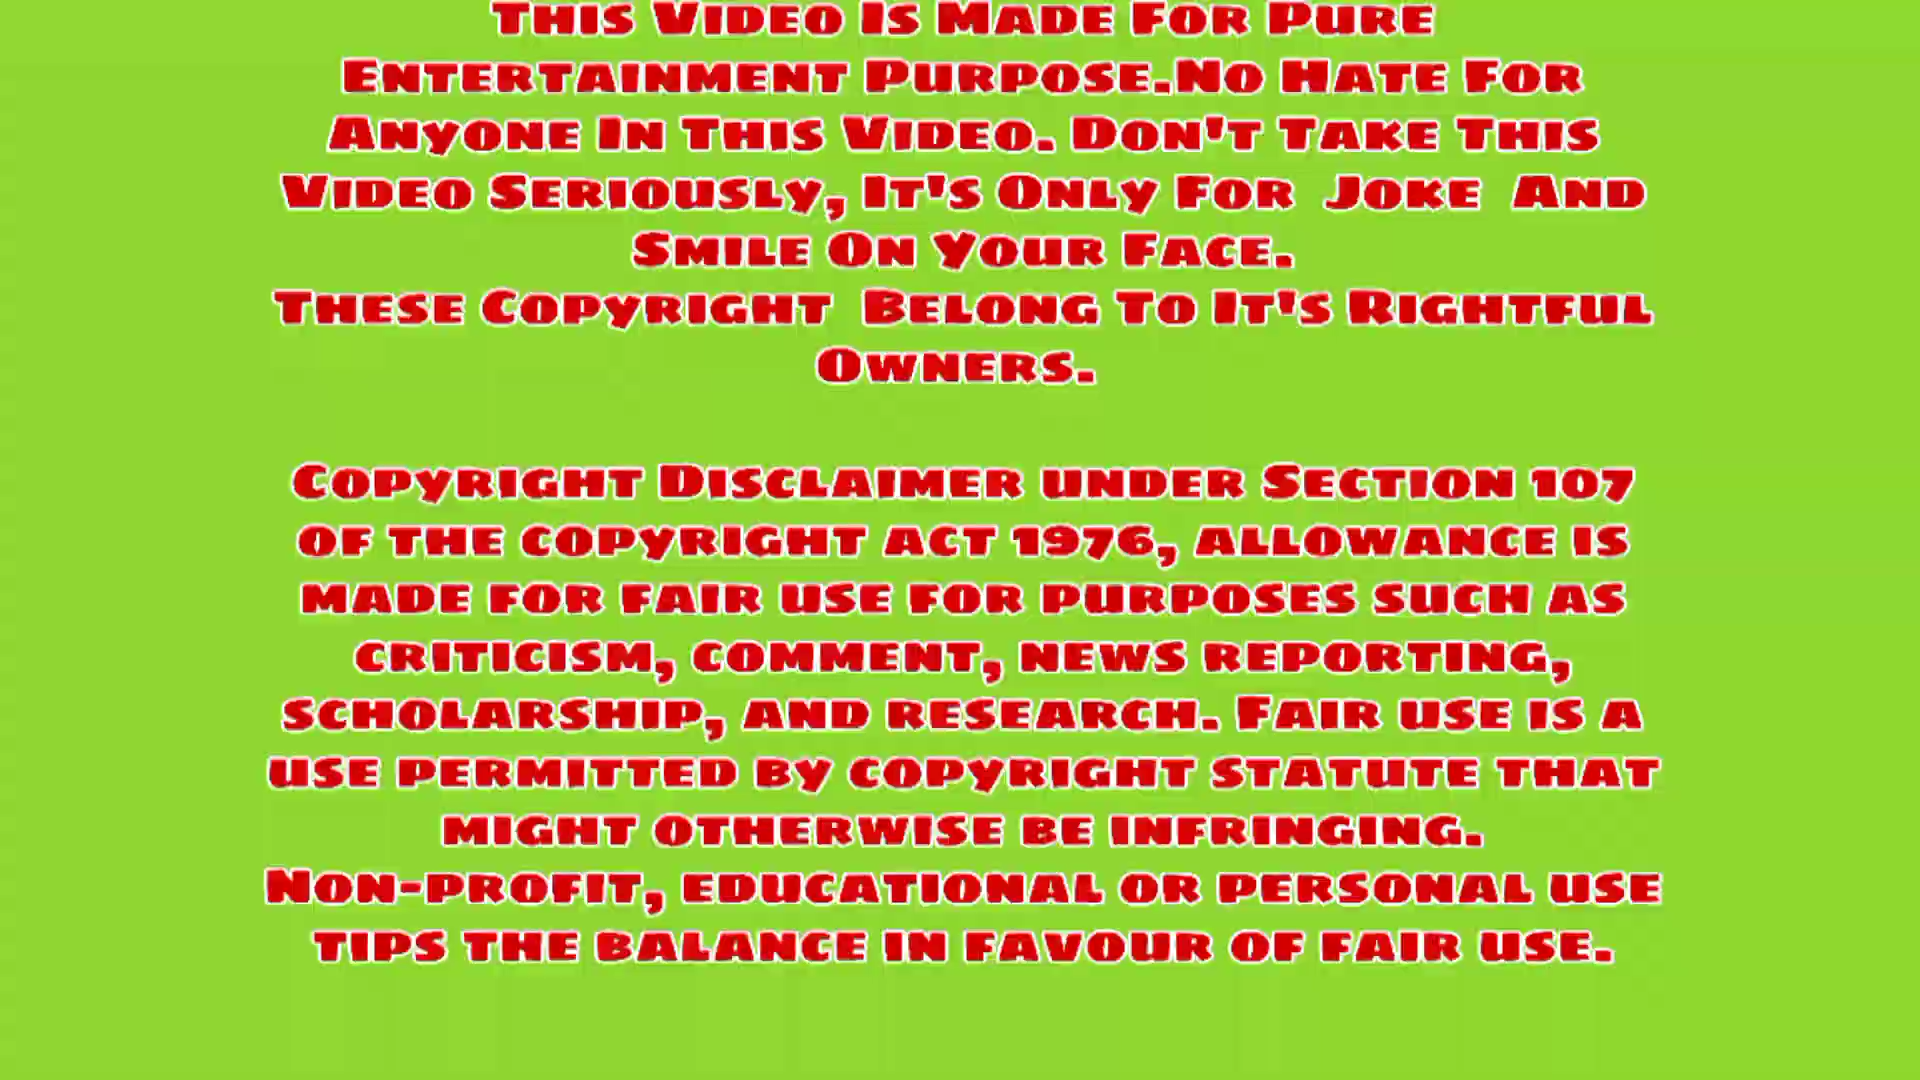 This Video Is Made For Pure
Entertainment Purpose.No Hate For
Anyone In This Video. Don't Take This
Video Seriously, It's Only For Joke And
Smile On Your Face.
These Copyright Belong To It's Rightful
Owners.
Copyright Disclaimer under Section 107
of the copyright act 1976, allowance is
made for fair use for purposes such as
criticism, comment, news reporting,
scholarship, and research. Fair use is a
use permitted by copyright statute that
might otherwise be infringing.
Non-profit, educational or personal use
tips the balance in favour of fair use.